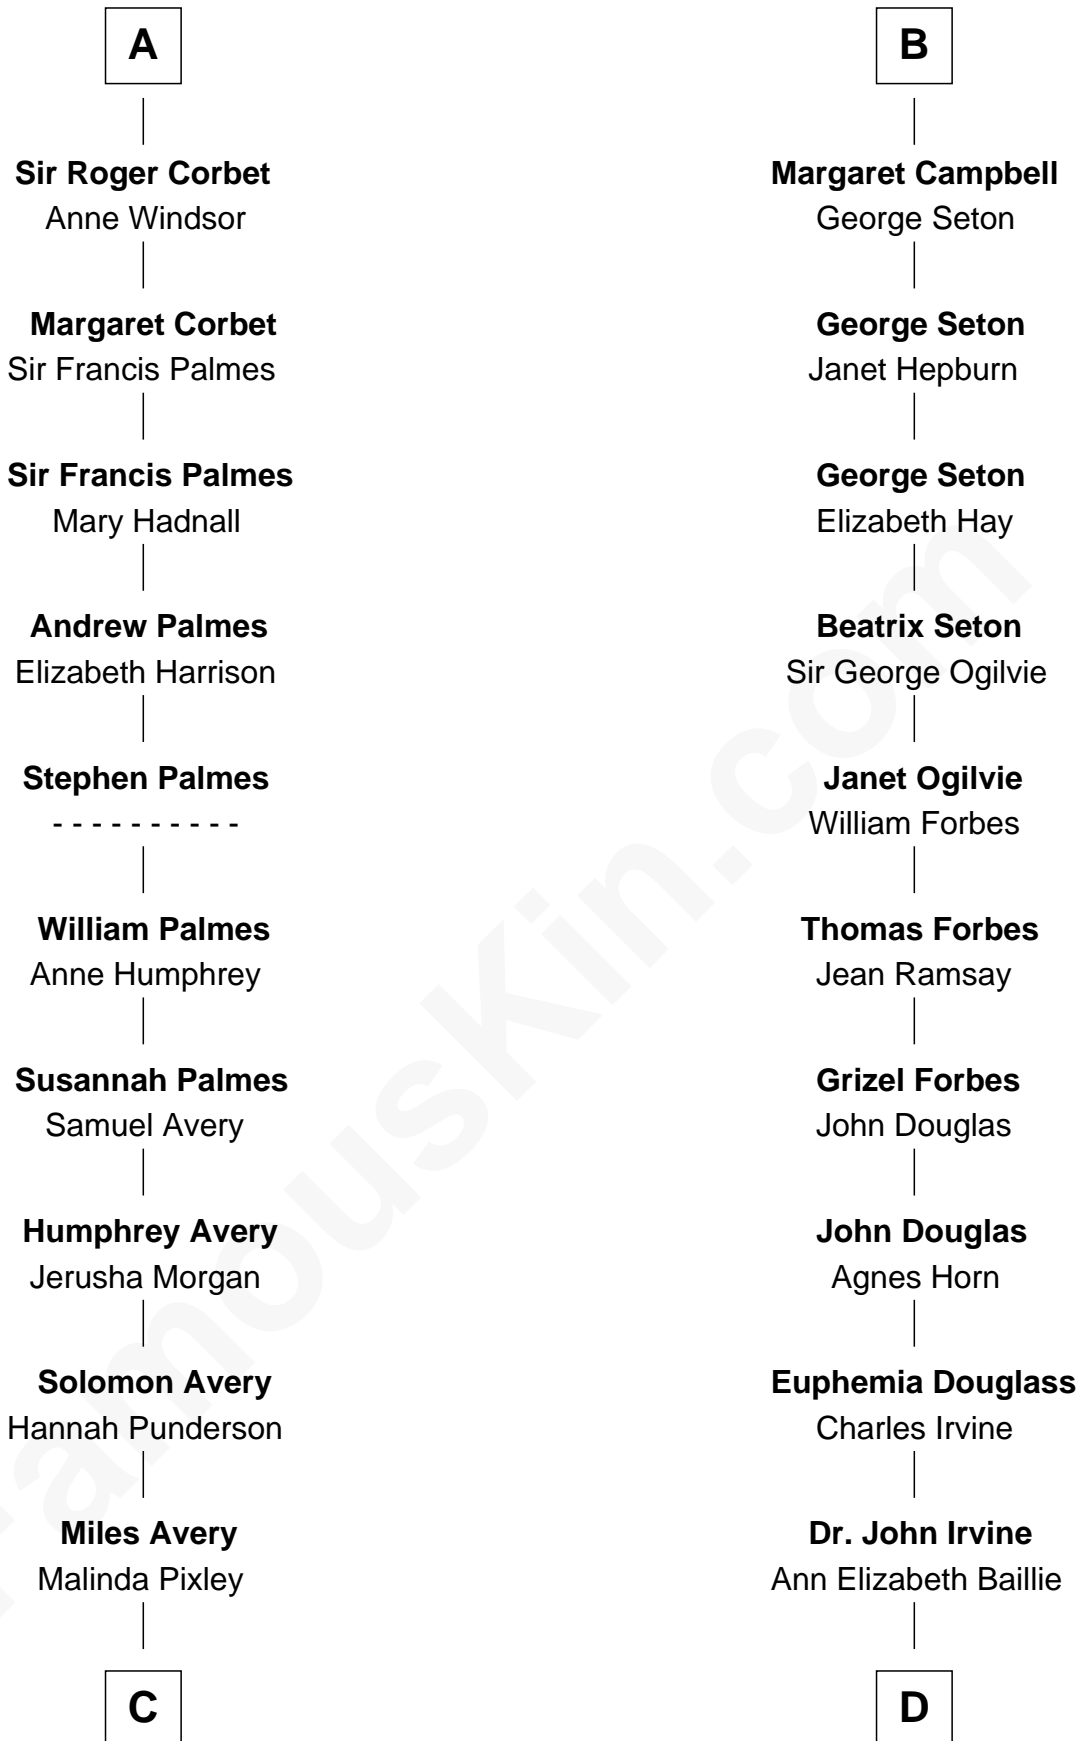 A
Sir Roger Corbet
Anne Windsor
Margaret Corbet
Sir Francis Palmes
Sir Francis Palmes
Mary Hadnall
Andrew Palmes
Elizabeth Harrison
Stephen Palmes
- - - - - - - - - -
William Palmes
Anne Humphrey
Susannah Palmes
Samuel Avery
Humphrey Avery
Jerusha Morgan
Solomon Avery
Hannah Punderson
Miles Avery
Malinda Pixley
C
B
Margaret Campbell
George Seton
George Seton
Janet Hepburn
George Seton
Elizabeth Hay
Beatrix Seton
Sir George Ogilvie
Janet Ogilvie
William Forbes
Thomas Forbes
Jean Ramsay
Grizel Forbes
John Douglas
John Douglas
Agnes Horn
Euphemia Douglass
Charles Irvine
Dr. John Irvine
Ann Elizabeth Baillie
D
FamousKin.com